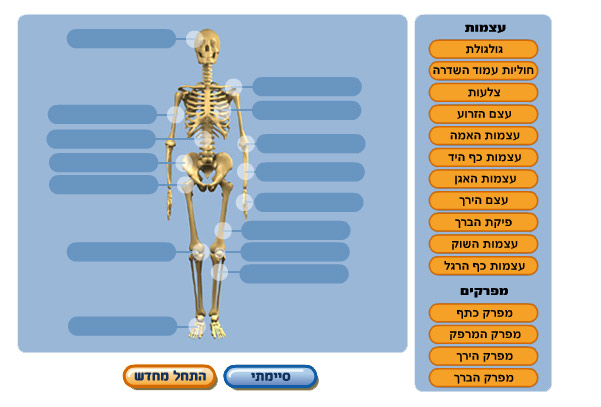 עצמות
גולגולת
חוליות עמוד השדרה
צלעות
עצם הזרוע
עצמות האמה
עצמות כף היד
עצמות האגן
עצם הירך
פיקת הברך
עצמות השוק
עצמות כף הרגל
מפרקים
מפרק כתף
מפרק המרפק
מפרק הירך
מפרק הברך
סיימתי
התחל מחדש